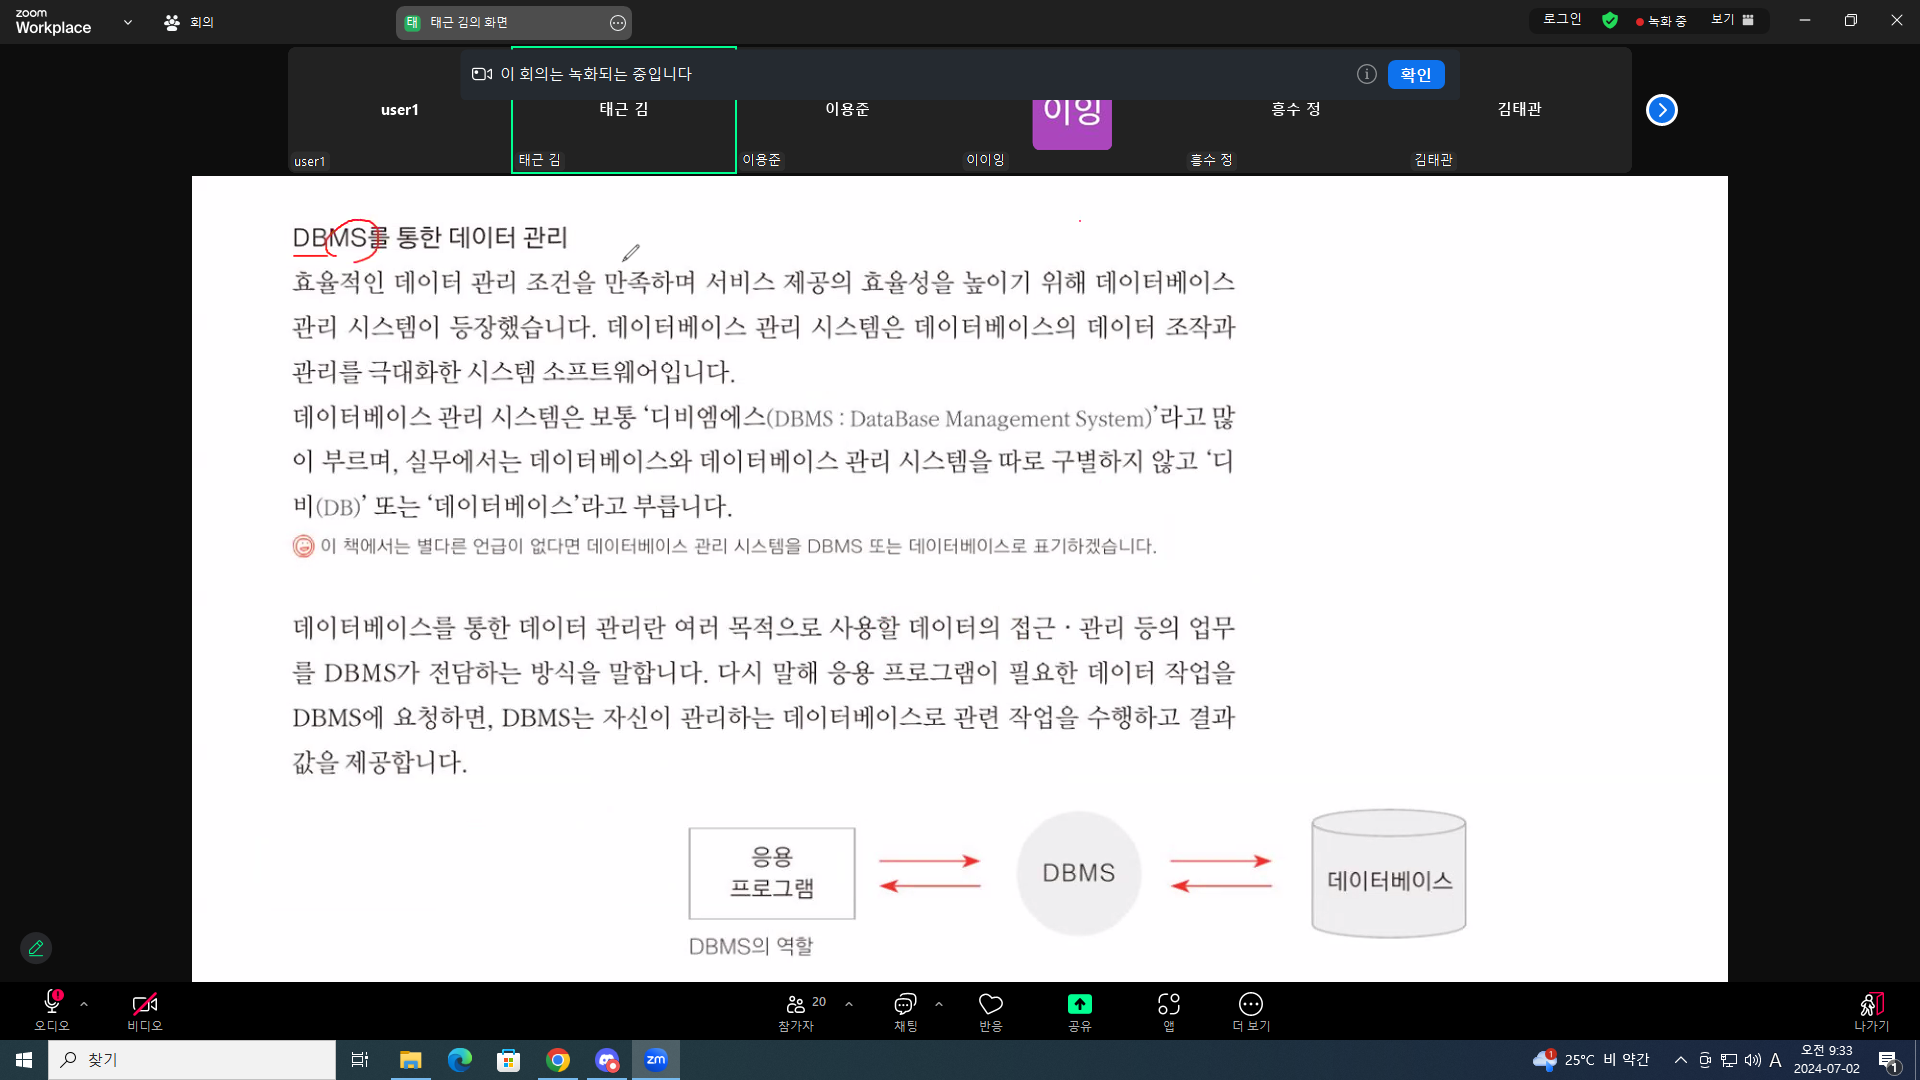 zoom
Workplace
회의
태 태근 김의 화면
로그인
녹화 중
보기
이 회의는 녹화되는 중입니다
확인
user1
태근 김
이용준
이잉
흥수 정
김태관
user1
태근 김
이용준
이이잉
흥수 정
김태관
DBMS를 통한 데이터 관리
효율적인 데이터 관리 조건을 만족하며 서비스 제공의 효율성을 높이기 위해 데이터베이스
관리 시스템이 등장했습니다. 데이터베이스 관리 시스템은 데이터베이스의 데이터 조작과
관리를 극대화한 시스템 소프트웨어입니다.
데이터베이스 관리 시스템은 보통 ‘디비엠에스(DBMS : DataBase Management System)’라고 많
이 부르며, 실무에서는 데이터베이스와 데이터베이스 관리 시스템을 따로 구별하지 않고 ‘디
비(DB)’ 또는 ‘데이터베이스’라고 부릅니다.
이 책에서는 별다른 언급이 없다면 데이터베이스 관리 시스템을 DBMS 또는 데이터베이스로 표기하겠습니다.
데이터베이스를 통한 데이터 관리란 여러 목적으로 사용할 데이터의 접근 · 관리 등의 업무
를 DBMS가 전담하는 방식을 말합니다. 다시 말해 응용 프로그램이 필요한 데이터 작업을
DBMS에 요청하면, DBMS는 자신이 관리하는 데이터베이스로 관련 작업을 수행하고 결과
값을 제공합니다.
응용
프로그램
DBMS
데이터베이스
DBMS의 역할
오디오
비디오
20
참가자
채팅
반응
공유
앱
더 보기
나가기
찾기
zm
1
25°C 비 약간
A
오전 9:33
2024-07-02
1